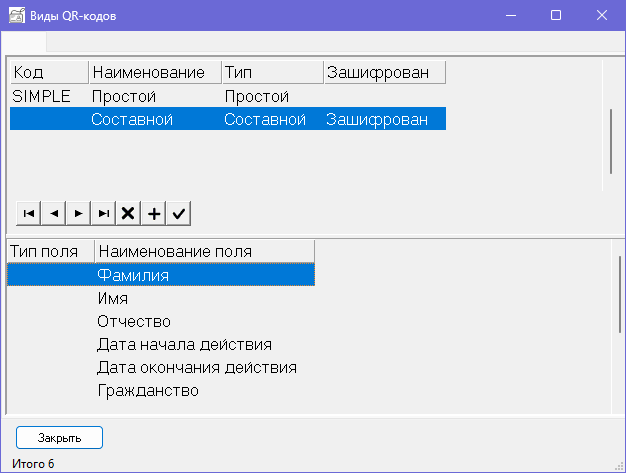 Виды QR-кодов
Код Наименование Тип Зашифрован
SIMPLE Простой Простой
Составной Составной Зашифрован
Тип поля Наименование поля
Фамилия
Имя
Отчество
Дата начала действия
Дата окончания действия
Гражданство
Закрыть
Итого 6